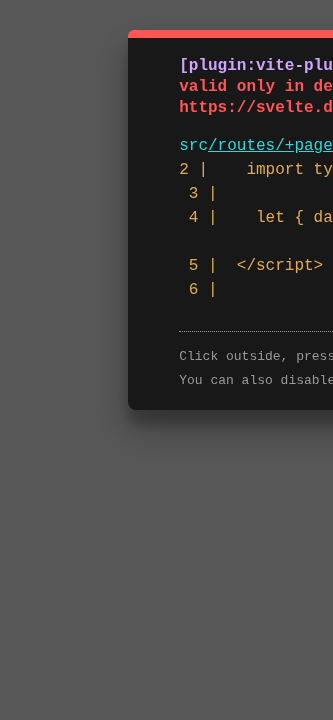 [plugin:vite-plu
valid only in de
https://svelte.d
src/routes/+page
2 |    import ty
3 |
4 |    let { da
5 |  </script>
6 |
Click outside, press
You can also disable